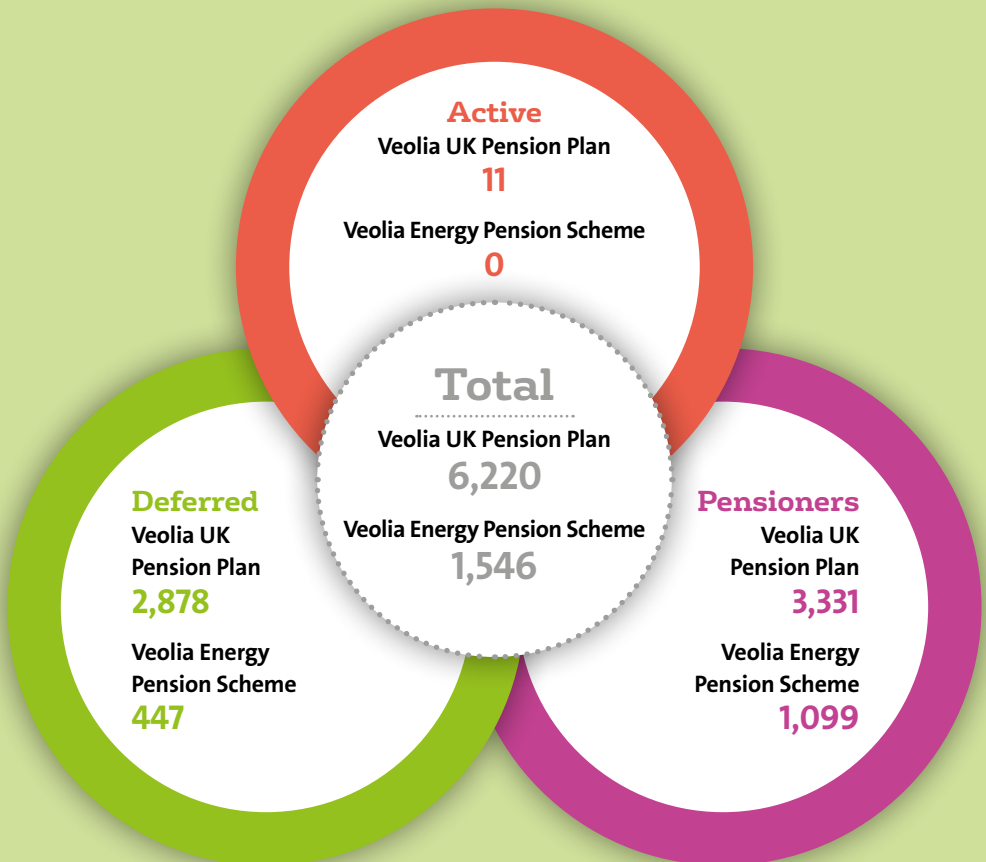 Active
Veolia UK Pension Plan
11
Veolia Energy Pension Scheme
0
Total
Veolia UK Pension Plan
6,220
Veolia Energy Pension Scheme
1,546
Deferred
Veolia UK
Pension Plan
2,878
Veolia Energy
Pension Scheme
447
Pensioners
Veolia UK
Pension Plan
3,331
Veolia Energy
Pension Scheme
1,099